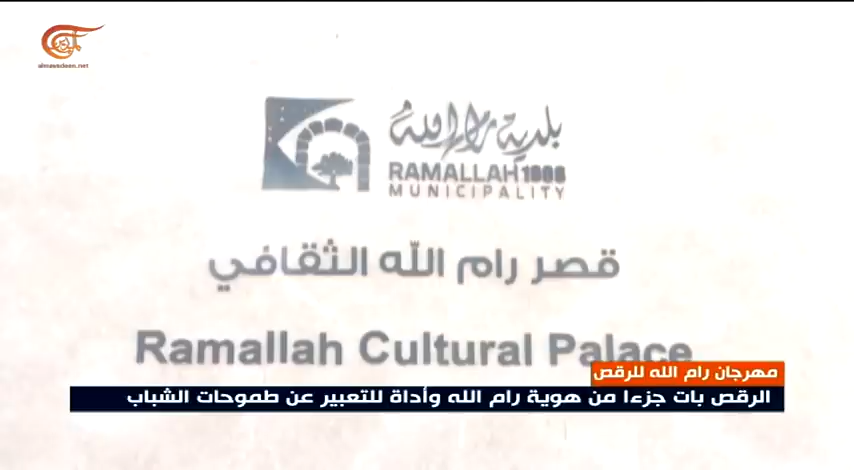 الميادين
almayadeen.net
بلدية رام الله
RAMALLAH 1908
MUNICIPALITY
قصر رام الله الثقافي
Ramallah Cultural Palace
مهرجان رام الله للرقص
الرقص بات جزءا من هوية رام الله وأداة للتعبير عن طموحات الشباب